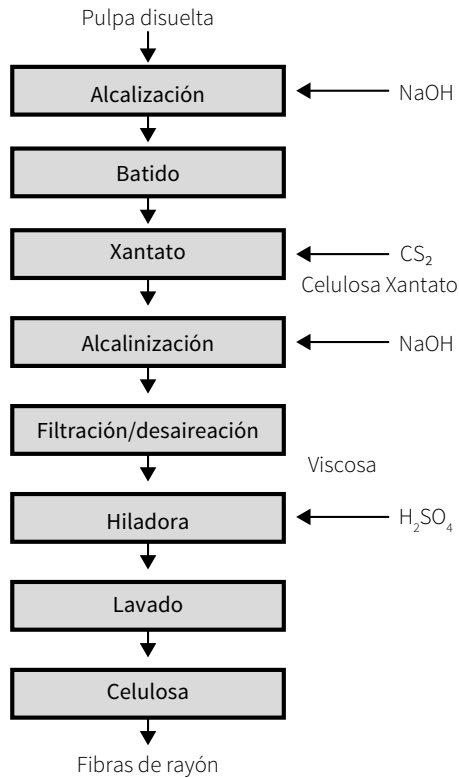 Pulpa disuelta
Alcalización
NaOH
Batido
Xantato
CS₂
Celulosa Xantato
Alcalinización
NaOH
Filtración/desaireación
Viscosa
Hiladora
H₂SO₄
Lavado
Celulosa
Fibras de rayón